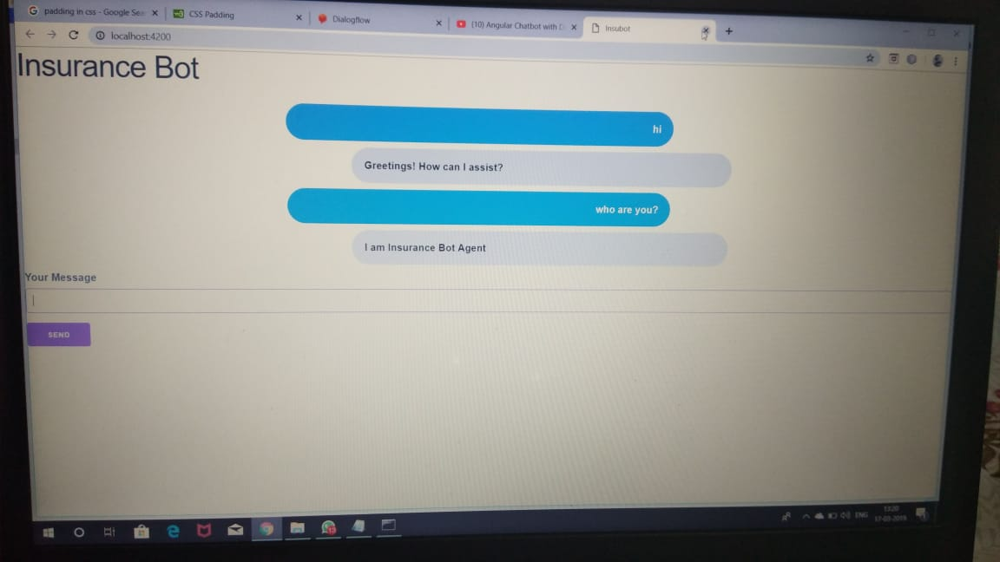 padding in css - Google Sea
CSS Padding
Dialogflow
(10) Angular Chatbot with D
Insubot
localhost:4200
Insurance Bot
hi
Greetings! How can I assist?
who are you?
I am Insurance Bot Agent
Your Message
SEND
13
ENG
13:20
17-03-2019